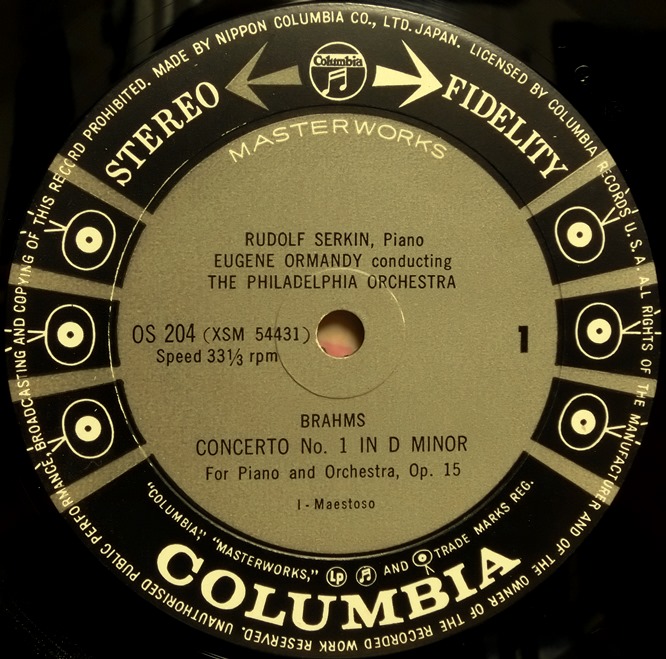 MADE BY NIPPON COLUMBIA CO., LTD. JAPAN. LICENSED BY COLUMBIA RECORDS U. S. A. ALL RIGHTS OF THE MANUFACTURER AND OF THE OWNER OF THE RECORDED WORK RESERVED. UNAUTHORISED PUBLIC PERFORMANCE, BROADCASTING AND COPYING OF THIS RECORD PROHIBITED.
STEREO
Columbia
FIDELITY
MASTERWORKS
RUDOLF SERKIN, Piano
EUGENE ORMANDY conducting
THE PHILADELPHIA ORCHESTRA
OS 204 (XSM 54431)
1
Speed 33⅓ rpm
BRAHMS
CONCERTO No. 1 IN D MINOR
For Piano and Orchestra, Op. 15
I - Maestoso
"CO", "COLUMBIA", "MASTERWORKS," Lp AND TRADE MARKS REG.
COLUMBIA